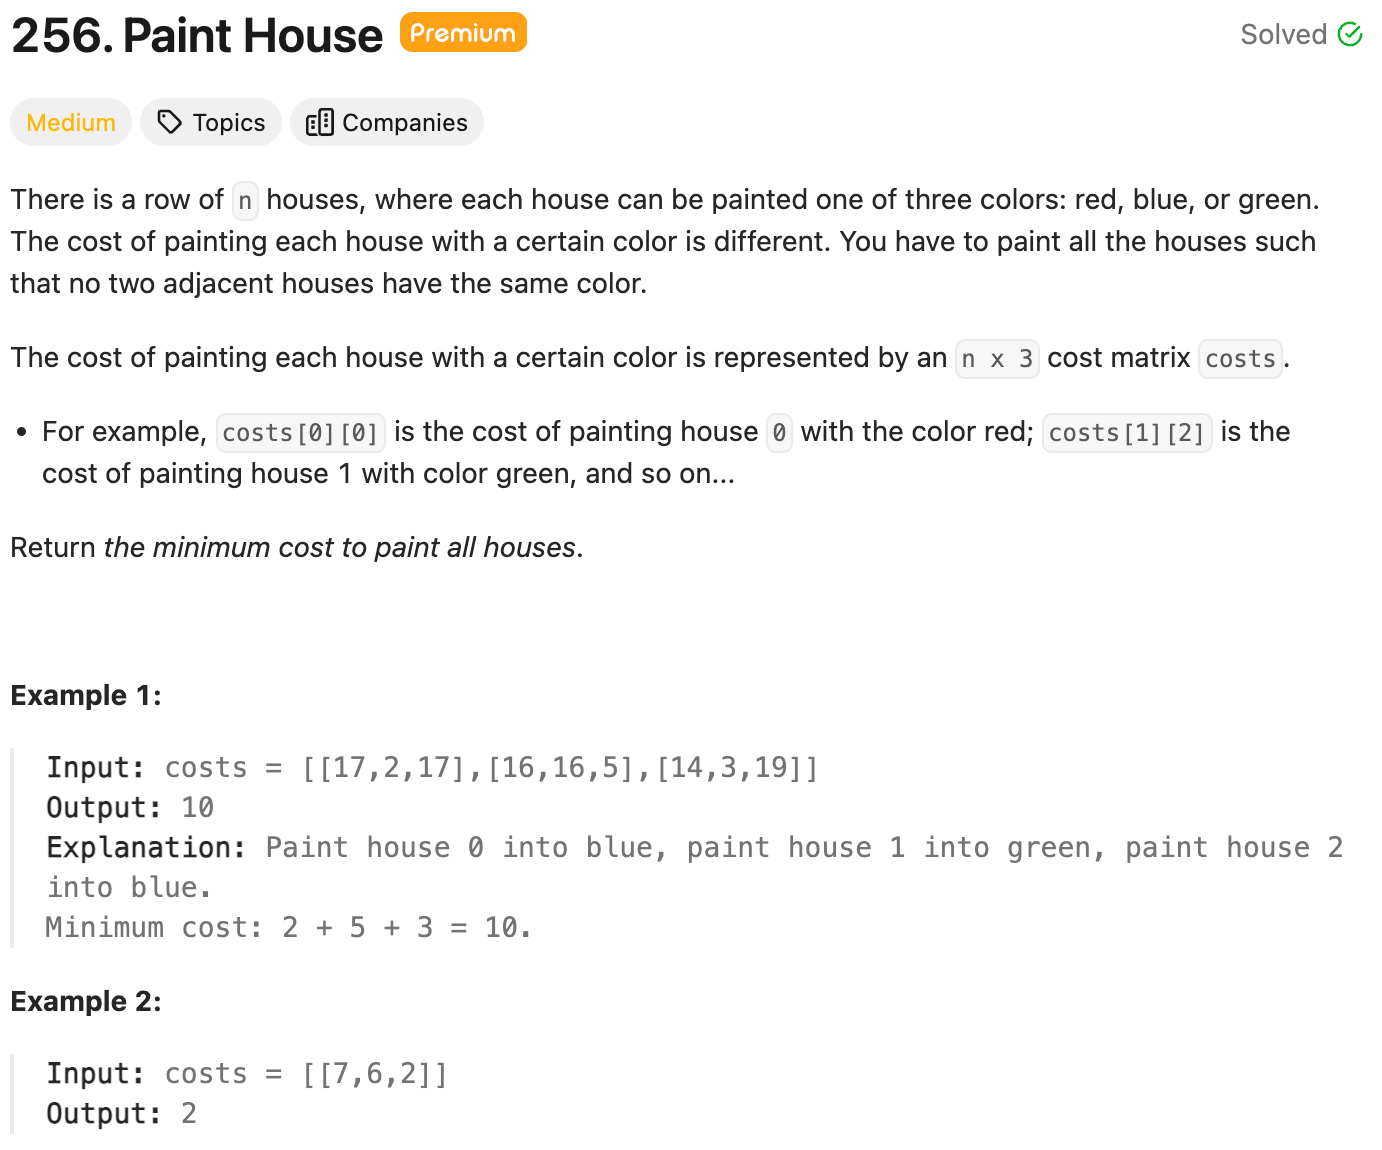 256. Paint House Premium Solved
Medium Topics Companies
There is a row of n houses, where each house can be painted one of three colors: red, blue, or green.
The cost of painting each house with a certain color is different. You have to paint all the houses such
that no two adjacent houses have the same color.
The cost of painting each house with a certain color is represented by an n x 3 cost matrix costs.
• For example, costs[0][0] is the cost of painting house 0 with the color red; costs[1][2] is the
cost of painting house 1 with color green, and so on...
Return the minimum cost to paint all houses.
Example 1:
Input: costs = [[17,2,17],[16,16,5],[14,3,19]]
Output: 10
Explanation: Paint house 0 into blue, paint house 1 into green, paint house 2
into blue.
Minimum cost: 2 + 5 + 3 = 10.
Example 2:
Input: costs = [[7,6,2]]
Output: 2